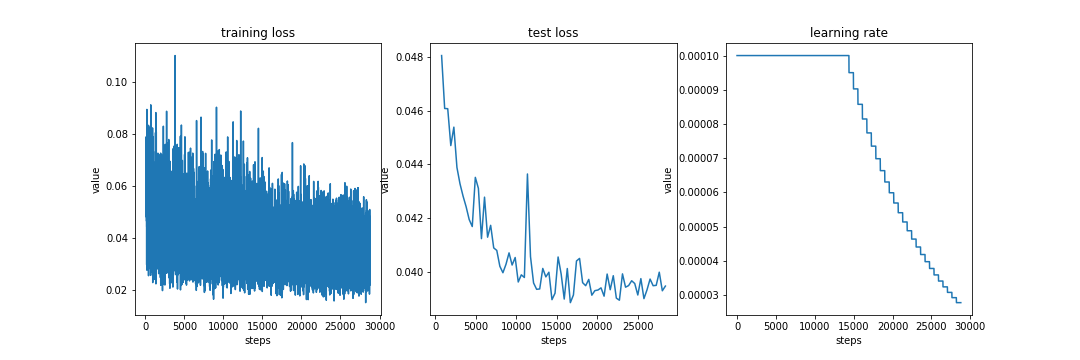 training loss
test loss
learning rate
0.10
0.08
0.06
0.04
0.02
value
0 5000 10000 15000 20000 25000 30000
steps
0.048
0.046
0.044
0.042
0.040
value
0 5000 10000 15000 20000 25000
steps
0.00010
0.00009
0.00008
0.00007
0.00006
0.00005
0.00004
0.00003
value
0 5000 10000 15000 20000 25000 30000
steps